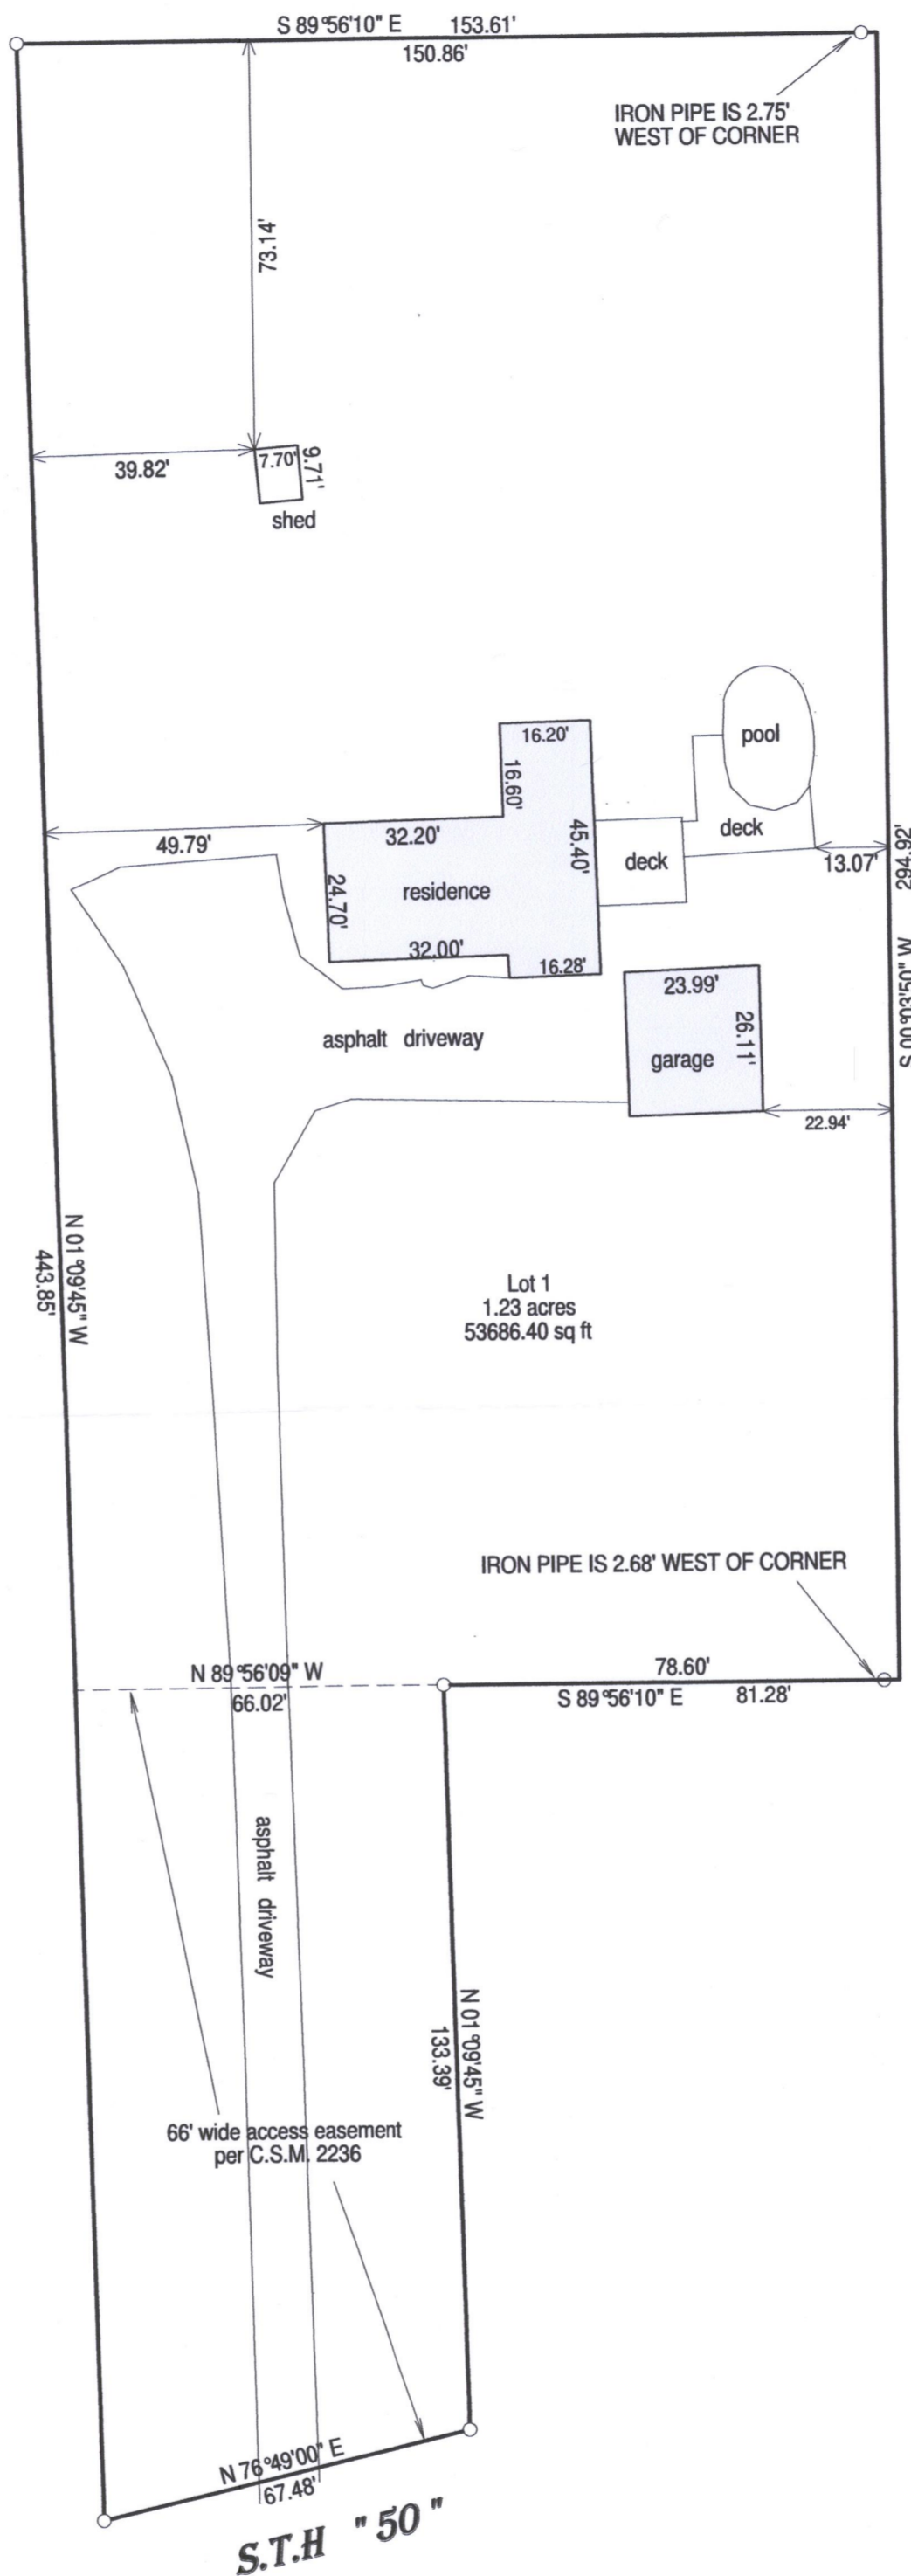 S 89°56'10" E 153.61'
150.86'
IRON PIPE IS 2.75'
WEST OF CORNER
73.14'
39.82'
7.70'
9.71'
shed
16.20'
16.60'
pool
49.79'
32.20'
45.40'
deck
deck
13.07'
294.92'
S 00°03'50" W
24.70'
residence
32.00'
16.28'
23.99'
26.11'
garage
asphalt driveway
22.94'
N 01°09'45" W
443.85'
Lot 1
1.23 acres
53686.40 sq ft
IRON PIPE IS 2.68' WEST OF CORNER
N 89°56'09" W
66.02'
78.60'
S 89°56'10" E 81.28'
asphalt driveway
N 01°09'45" W
133.39'
66' wide access easement
per C.S.M. 2236
N 76°49'00" E
67.48'
S.T.H " 50 "